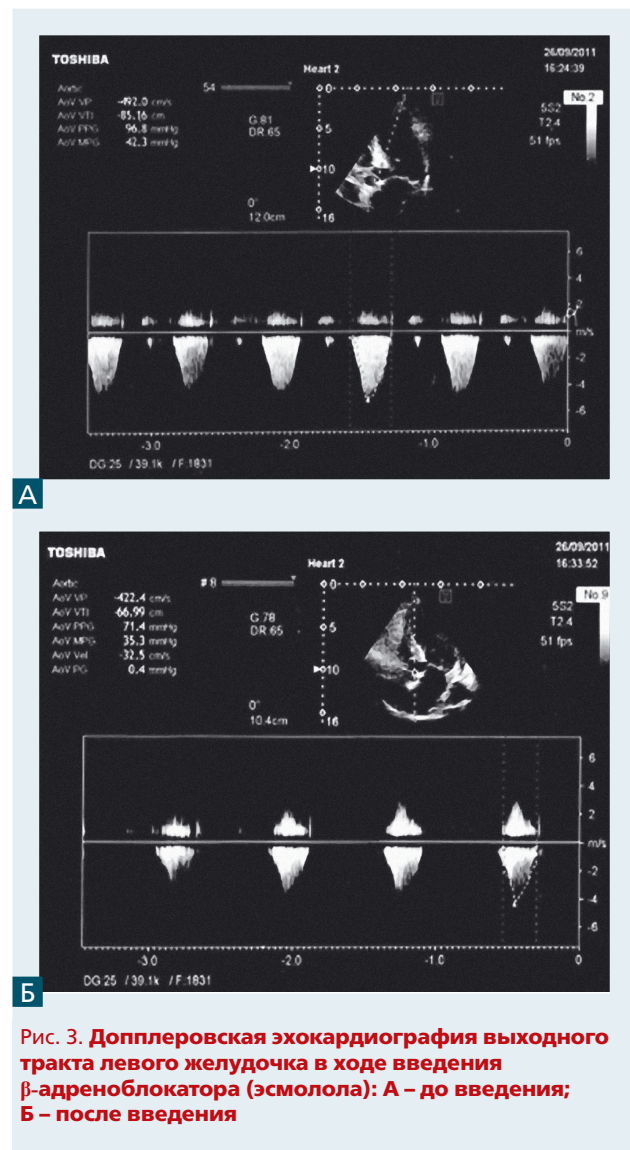 TOSHIBA
26/09/2011
16:24:39
Heart 2
Aortic
AoV VP -492.0 cm/s
AoV VTI -85.16 cm
AoV PPG 96.8 mmHg
AoV MPG 42.3 mmHg
54
G:81
DR:65
0
5
10
16
0°
12.0cm
No.2
5S2
T2.4
51 fps
6
4
2
m/s
-2
-4
-6
-3.0 -2.0 -1.0 0
DG:25 /39.1k /F:1831
А
TOSHIBA
26/09/2011
16:33:52
Heart 2
Aortic
AoV VP -422.4 cm/s
AoV VTI -66.99 cm
AoV PPG 71.4 mmHg
AoV MPG 35.3 mmHg
AoV Vel -32.5 cm/s
AoV PG 0.4 mmHg
#8
G:78
DR:65
0
5
10
16
0°
10.4cm
No 9
5S2
T2.4
51 fps
6
4
2
m/s
-2
-4
-6
-3.0 -2.0 -1.0 0
DG:25 /39.1k /F:1831
Б
Рис. 3. Допплеровская эхокардиография выходного
тракта левого желудочка в ходе введения
β-адреноблокатора (эсмолола): А – до введения;
Б – после введения